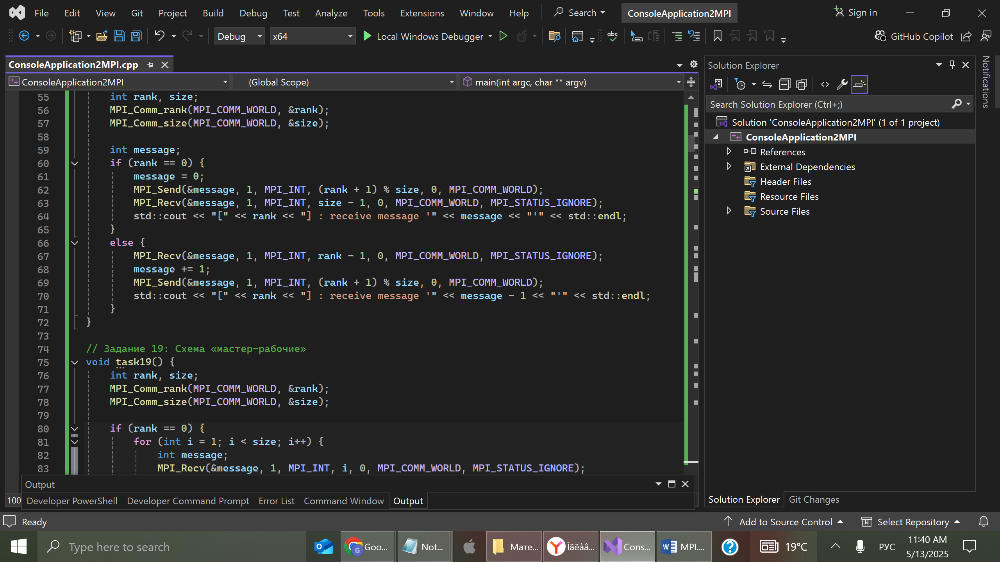 File Edit View Git Project Build Debug Test Analyze Tools Extensions Window Help Search ConsoleApplication2MPI Sign in
Debug x64 Local Windows Debugger abc GitHub Copilot
ConsoleApplication2MPI.cpp
ConsoleApplication2MPI (Global Scope) main(int argc, char ** argv)
55 int rank, size;
56 MPI_Comm_rank(MPI_COMM_WORLD, &rank);
57 MPI_Comm_size(MPI_COMM_WORLD, &size);
58
59 int message;
60 if (rank == 0) {
61 message = 0;
62 MPI_Send(&message, 1, MPI_INT, (rank + 1) % size, 0, MPI_COMM_WORLD);
63 MPI_Recv(&message, 1, MPI_INT, size - 1, 0, MPI_COMM_WORLD, MPI_STATUS_IGNORE);
64 std::cout << "[" << rank << "] : receive message '" << message << "'" << std::endl;
65 }
66 else {
67 MPI_Recv(&message, 1, MPI_INT, rank - 1, 0, MPI_COMM_WORLD, MPI_STATUS_IGNORE);
68 message += 1;
69 MPI_Send(&message, 1, MPI_INT, (rank + 1) % size, 0, MPI_COMM_WORLD);
70 std::cout << "[" << rank << "] : receive message '" << message - 1 << "'" << std::endl;
71 }
72 }
73
74 // Задание 19: Схема «мастер-рабочие»
75 void task19() {
76 int rank, size;
77 MPI_Comm_rank(MPI_COMM_WORLD, &rank);
78 MPI_Comm_size(MPI_COMM_WORLD, &size);
79
80 if (rank == 0) {
81 for (int i = 1; i < size; i++) {
82 int message;
83 MPI_Recv(&message, 1, MPI_INT, i, 0, MPI_COMM_WORLD, MPI_STATUS_IGNORE);
Output
100
Developer PowerShell Developer Command Prompt Error List Command Window Output
Solution Explorer
Search Solution Explorer (Ctrl+;)
Solution 'ConsoleApplication2MPI' (1 of 1 project)
ConsoleApplication2MPI
References
External Dependencies
Header Files
Resource Files
Source Files
Solution Explorer Git Changes
Notifications
Ready Add to Source Control Select Repository
Type here to search Goo... Not... Мате... Îãëàâ... Cons... MPI.... 19°C РУС 11:40 AM
5/13/2025